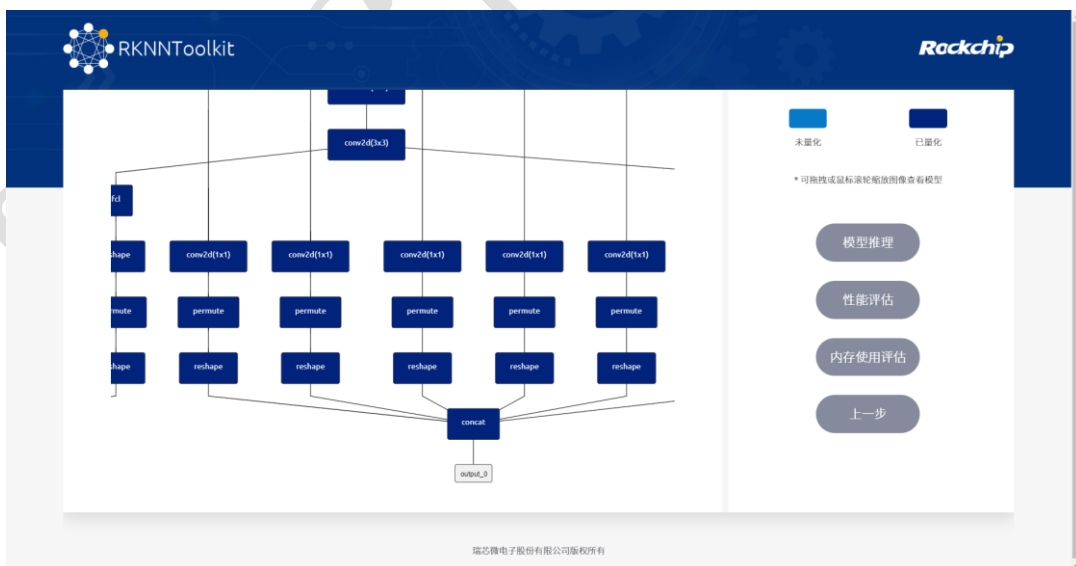 RKNNToolkit
Rockchip
conv2d(3x3)
fcl
shape
conv2d(1x1)
conv2d(1x1)
conv2d(1x1)
conv2d(1x1)
conv2d(1x1)
rmute
permute
permute
permute
permute
permute
shape
reshape
reshape
reshape
reshape
reshape
concat
output_0
未量化
已量化
* 可拖拽或鼠标滚轮缩放图像查看模型
模型推理
性能评估
内存使用评估
上一步
瑞芯微电子股份有限公司版权所有